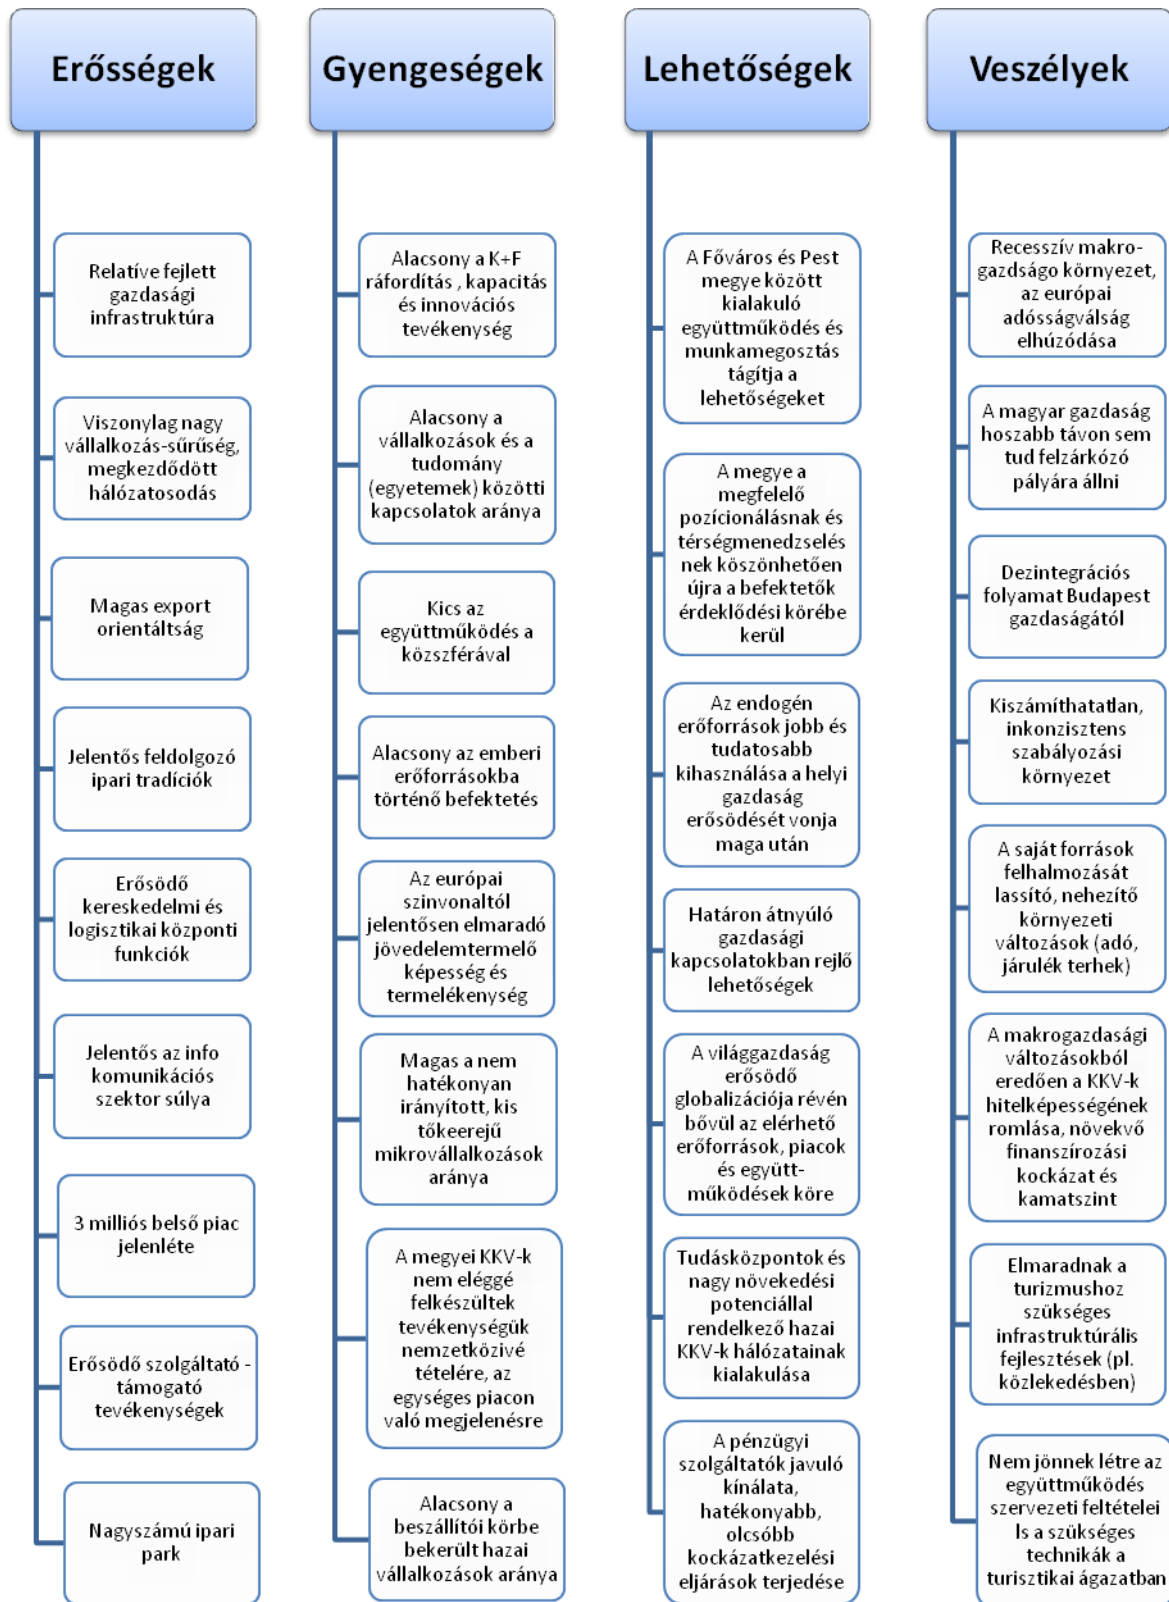 Erősségek
Relatíve fejlett
gazdasági
infrastruktúra
Viszonylag nagy
vállalkozás-sűrűség,
megkezdődött
hálózatosodás
Magas export
orientáltság
Jelentős feldolgozó
ipari tradíciók
Erősödő
kereskedelmi és
logisztikai központi
funkciók
Jelentős az info
komunikációs
szektor súlya
3 milliós belső piac
jelenléte
Erősödő szolgáltató -
támogató
tevékenységek
Nagyszámú ipari
park
Gyengeségek
Alacsony a K+F
ráfordítás , kapacitás
és innovációs
tevékenység
Alacsony a
vállalkozások és a
tudomány
(egyetemek) közötti
kapcsolatok aránya
Kics az
együttműködés a
közszférával
Alacsony az emberi
erőforrásokba
történő befektetés
Az európai
szinvonaltól
jelentősen elmaradó
jövedelemtermelő
képesség és
termelékenység
Magas a nem
hatékonyan
irányított, kis
tőkeerejű
mikrovállalkozások
aránya
A megyei KKV-k
nem eléggé
felkészültek
tevékenységük
nemzetközivé
tételére, az
egységes piacon
való megjelenésre
Alacsony a
beszállítói körbe
bekerült hazai
vállalkozások aránya
Lehetőségek
A Főváros és Pest
megye között
kialakuló
együttműködés és
munkamegosztás
tágítja a
lehetőségeket
A megye a
megfelelő
pozícionálásnak és
térségmenedzselés
nek köszönhetően
újra a befektetők
érdeklődési körébe
kerül
Az endogén
erőforrások jobb és
tudatosabb
kihasználása a helyi
gazdaság
erősödését vonja
maga után
Határon átnyúló
gazdasági
kapcsolatokban rejlő
lehetőségek
A világgazdaság
erősödő
globalizációja révén
bővül az elérhető
erőforrások, piacok
és együtt-
működések köre
Tudásközpontok és
nagy növekedési
potenciállal
rendelkező hazai
KKV-k hálózatainak
kialakulása
A pénzügyi
szolgáltatók javuló
kínálata,
hatékonyabb,
olcsóbb
kockázatkezelési
eljárások terjedése
Veszélyek
Recesszív makro-
gazdságo környezet,
az európai
adósságválság
elhúzódása
A magyar gazdaság
hoszabb távon sem
tud felzárkózó
pályára állni
Dezintegrációs
folyamat Budapest
gazdaságától
Kiszámíthatatlan,
inkonzisztens
szabályozási
környezet
A saját források
felhalmozását
lassító, nehezítő
környezeti
változások (adó,
járulék terhek)
A makrogazdasági
változásokból
eredően a KKV-k
hitelképességének
romlása, növekvő
finanszírozási
kockázat és
kamatszint
Elmaradnak a
turizmushoz
szükséges
infrastruktúrális
fejlesztések (pl.
közlekedésben)
Nem jönnek létre az
együttműködés
szervezeti feltételei
Is a szükséges
technikák a
turisztikai ágazatban